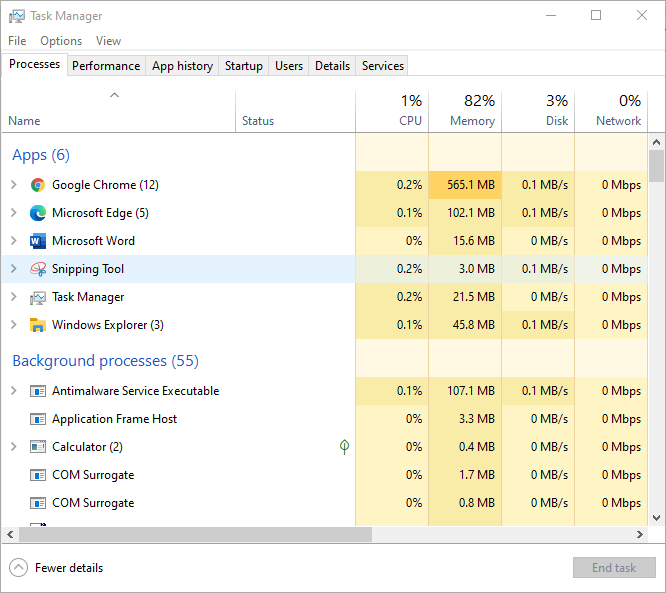 Task Manager
File Options View
Processes Performance App history Startup Users Details Services
1% 82% 3% 0%
Name Status CPU Memory Disk Network
Apps (6)
Google Chrome (12) 0.2% 565.1 MB 0.1 MB/s 0 Mbps
Microsoft Edge (5) 0.1% 102.1 MB 0.1 MB/s 0 Mbps
Microsoft Word 0% 15.6 MB 0 MB/s 0 Mbps
Snipping Tool 0.2% 3.0 MB 0.1 MB/s 0 Mbps
Task Manager 0.2% 21.5 MB 0 MB/s 0 Mbps
Windows Explorer (3) 0.1% 45.8 MB 0.1 MB/s 0 Mbps
Background processes (55)
Antimalware Service Executable 0.1% 107.1 MB 0.1 MB/s 0 Mbps
Application Frame Host 0% 3.3 MB 0 MB/s 0 Mbps
Calculator (2) 0% 0.4 MB 0 MB/s 0 Mbps
COM Surrogate 0% 1.7 MB 0 MB/s 0 Mbps
COM Surrogate 0% 0.8 MB 0 MB/s 0 Mbps
Fewer details End task